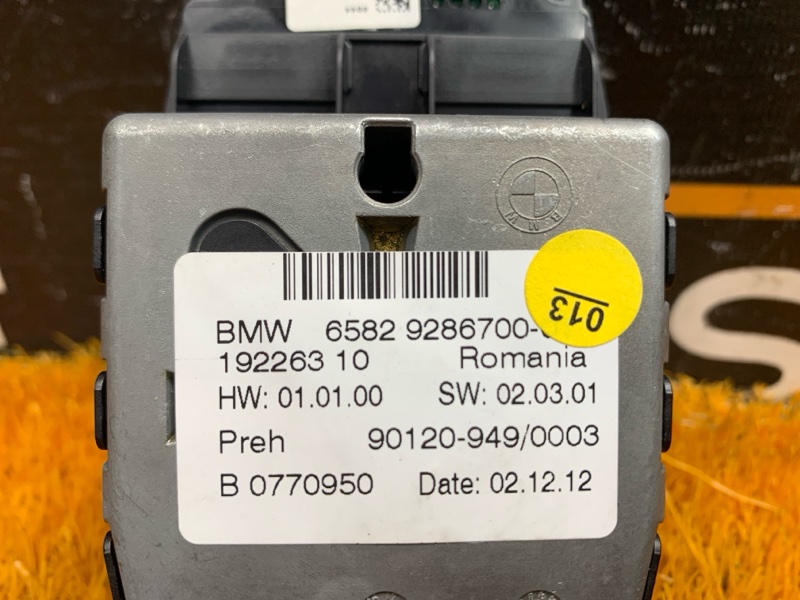 BMW
013
BMW 6582 9286700-
192263 10 Romania
HW: 01.01.00 SW: 02.03.01
Preh 90120-949/0003
B 0770950 Date: 02.12.12
S